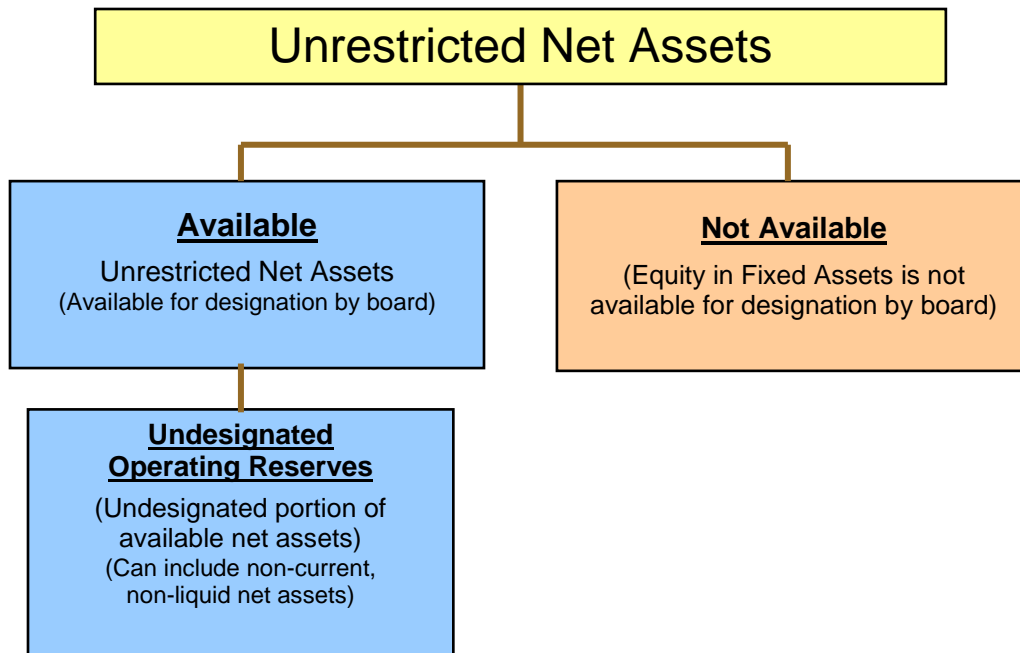 Unrestricted Net Assets
Available
Unrestricted Net Assets
(Available for designation by board)
Not Available
(Equity in Fixed Assets is not
available for designation by board)
Undesignated
Operating Reserves
(Undesignated portion of
available net assets)
(Can include non-current,
non-liquid net assets)